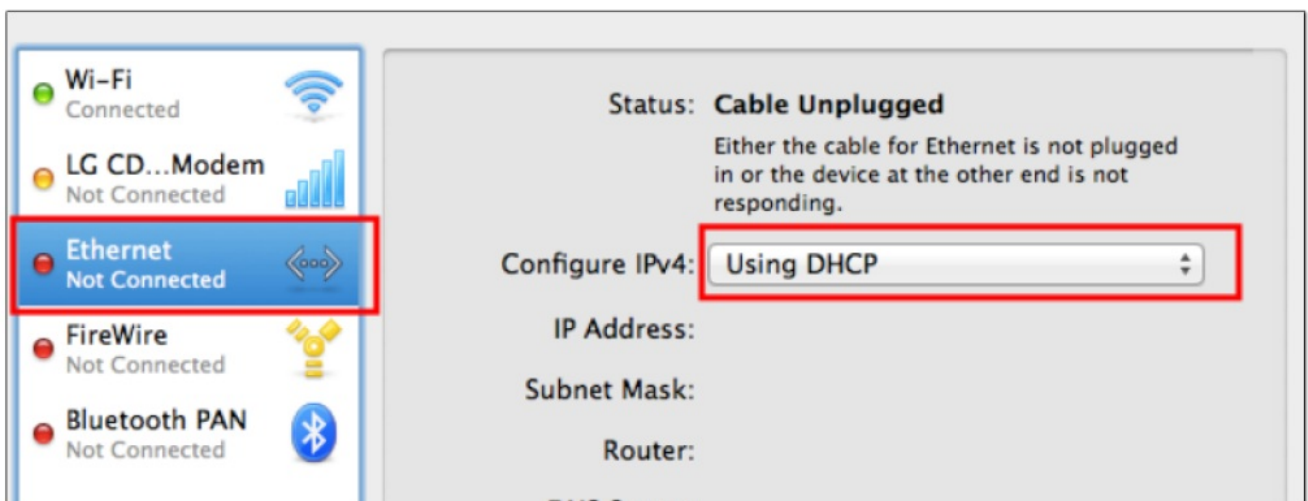 Wi-Fi
Connected
LG CD...Modem
Not Connected
Ethernet
Not Connected
FireWire
Not Connected
Bluetooth PAN
Not Connected
Status: Cable Unplugged
Either the cable for Ethernet is not plugged
in or the device at the other end is not
responding.
Configure IPv4: Using DHCP
IP Address:
Subnet Mask:
Router: